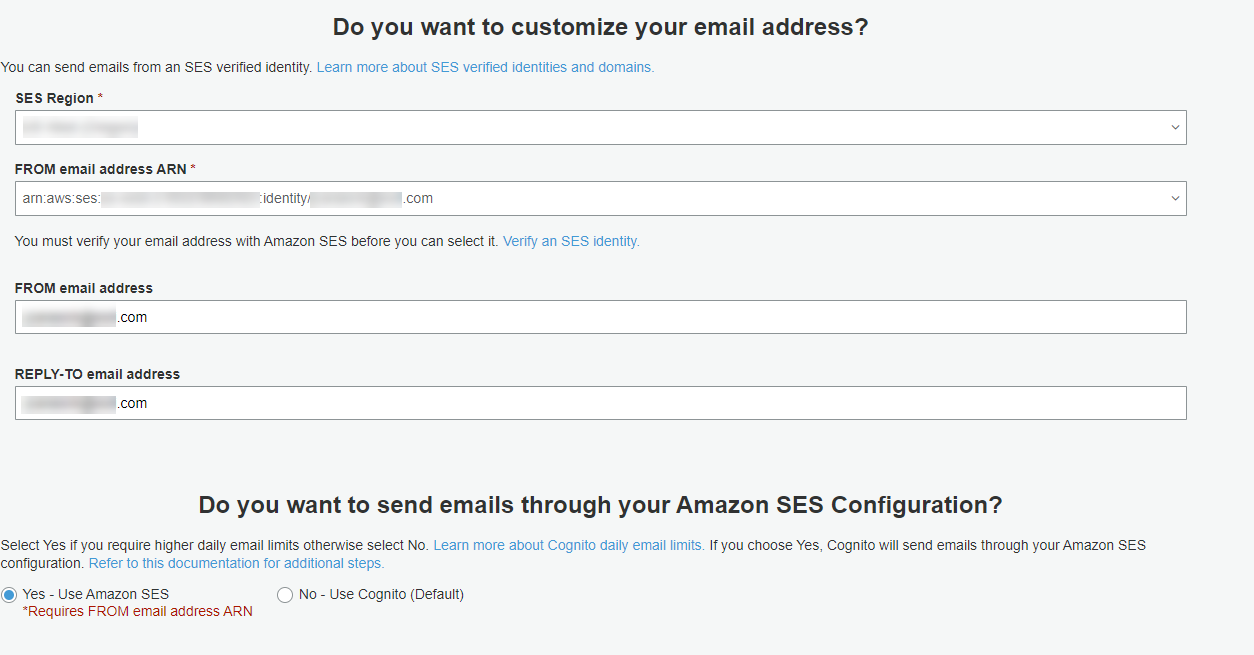 Do you want to customize your email address?
You can send emails from an SES verified identity. Learn more about SES verified identities and domains.
SES Region *
FROM email address ARN *
arn:aws:ses: :identity/ .com
You must verify your email address with Amazon SES before you can select it. Verify an SES identity.
FROM email address
.com
REPLY-TO email address
.com
Do you want to send emails through your Amazon SES Configuration?
Select Yes if you require higher daily email limits otherwise select No. Learn more about Cognito daily email limits. If you choose Yes, Cognito will send emails through your Amazon SES
configuration. Refer to this documentation for additional steps.
Yes - Use Amazon SES No - Use Cognito (Default)
*Requires FROM email address ARN